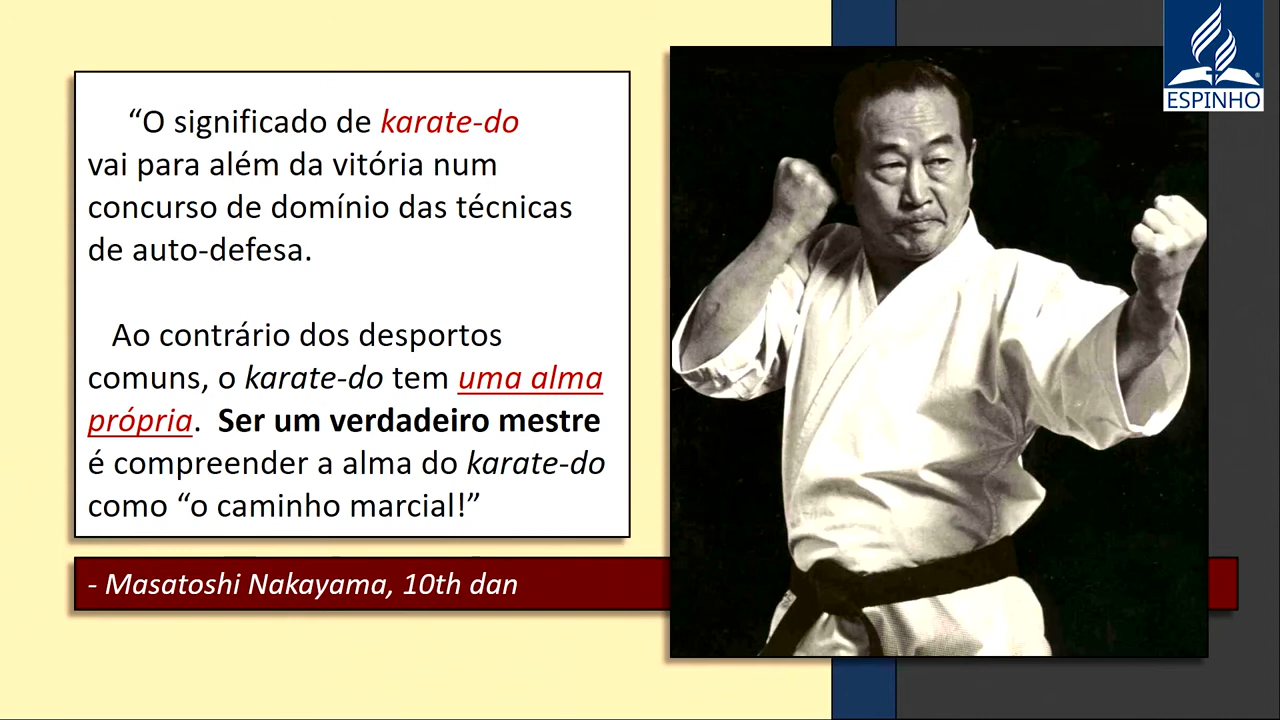 “O significado de karate-do
vai para além da vitória num
concurso de domínio das técnicas
de auto-defesa.
Ao contrário dos desportos
comuns, o karate-do tem uma alma
própria. Ser um verdadeiro mestre
é compreender a alma do karate-do
como “o caminho marcial!”
- Masatoshi Nakayama, 10th dan
ESPINHO